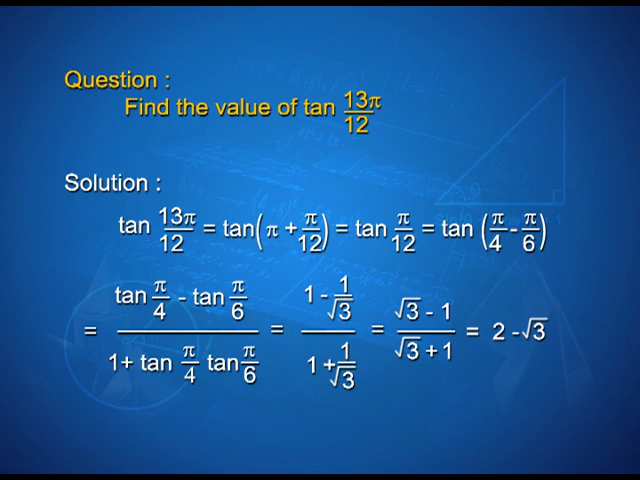 Question :
Find the value of tan 13π/12
Solution :
tan 13π/12 = tan(π + π/12) = tan π/12 = tan (π/4 - π/6)
= (tan π/4 - tan π/6)/(1+ tan π/4 tan π/6) = (1 - 1/√3)/(1 + 1/√3) = (√3 - 1)/(√3 + 1) = 2 - √3